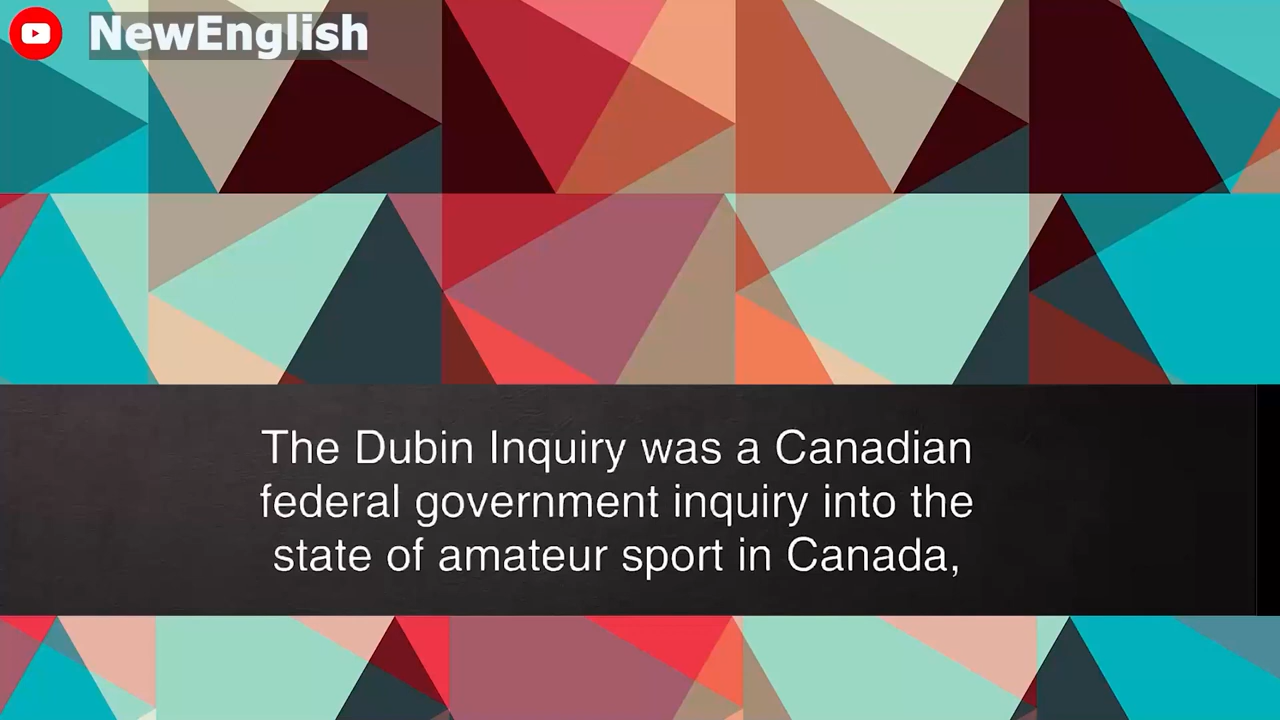 NewEnglish
The Dubin Inquiry was a Canadian
federal government inquiry into the
state of amateur sport in Canada,